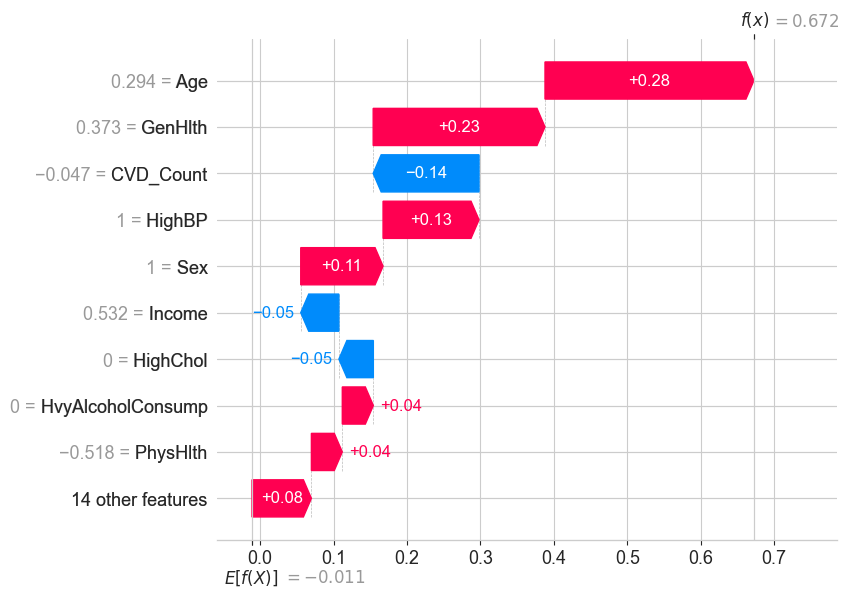 f(x) = 0.672
0.294 = Age
+0.28
0.373 = GenHlth
+0.23
−0.047 = CVD_Count
−0.14
1 = HighBP
+0.13
1 = Sex
+0.11
0.532 = Income
−0.05
0 = HighChol
−0.05
0 = HvyAlcoholConsump
+0.04
−0.518 = PhysHlth
+0.04
14 other features
+0.08
0.0 0.1 0.2 0.3 0.4 0.5 0.6 0.7
E[f(X)] = −0.011